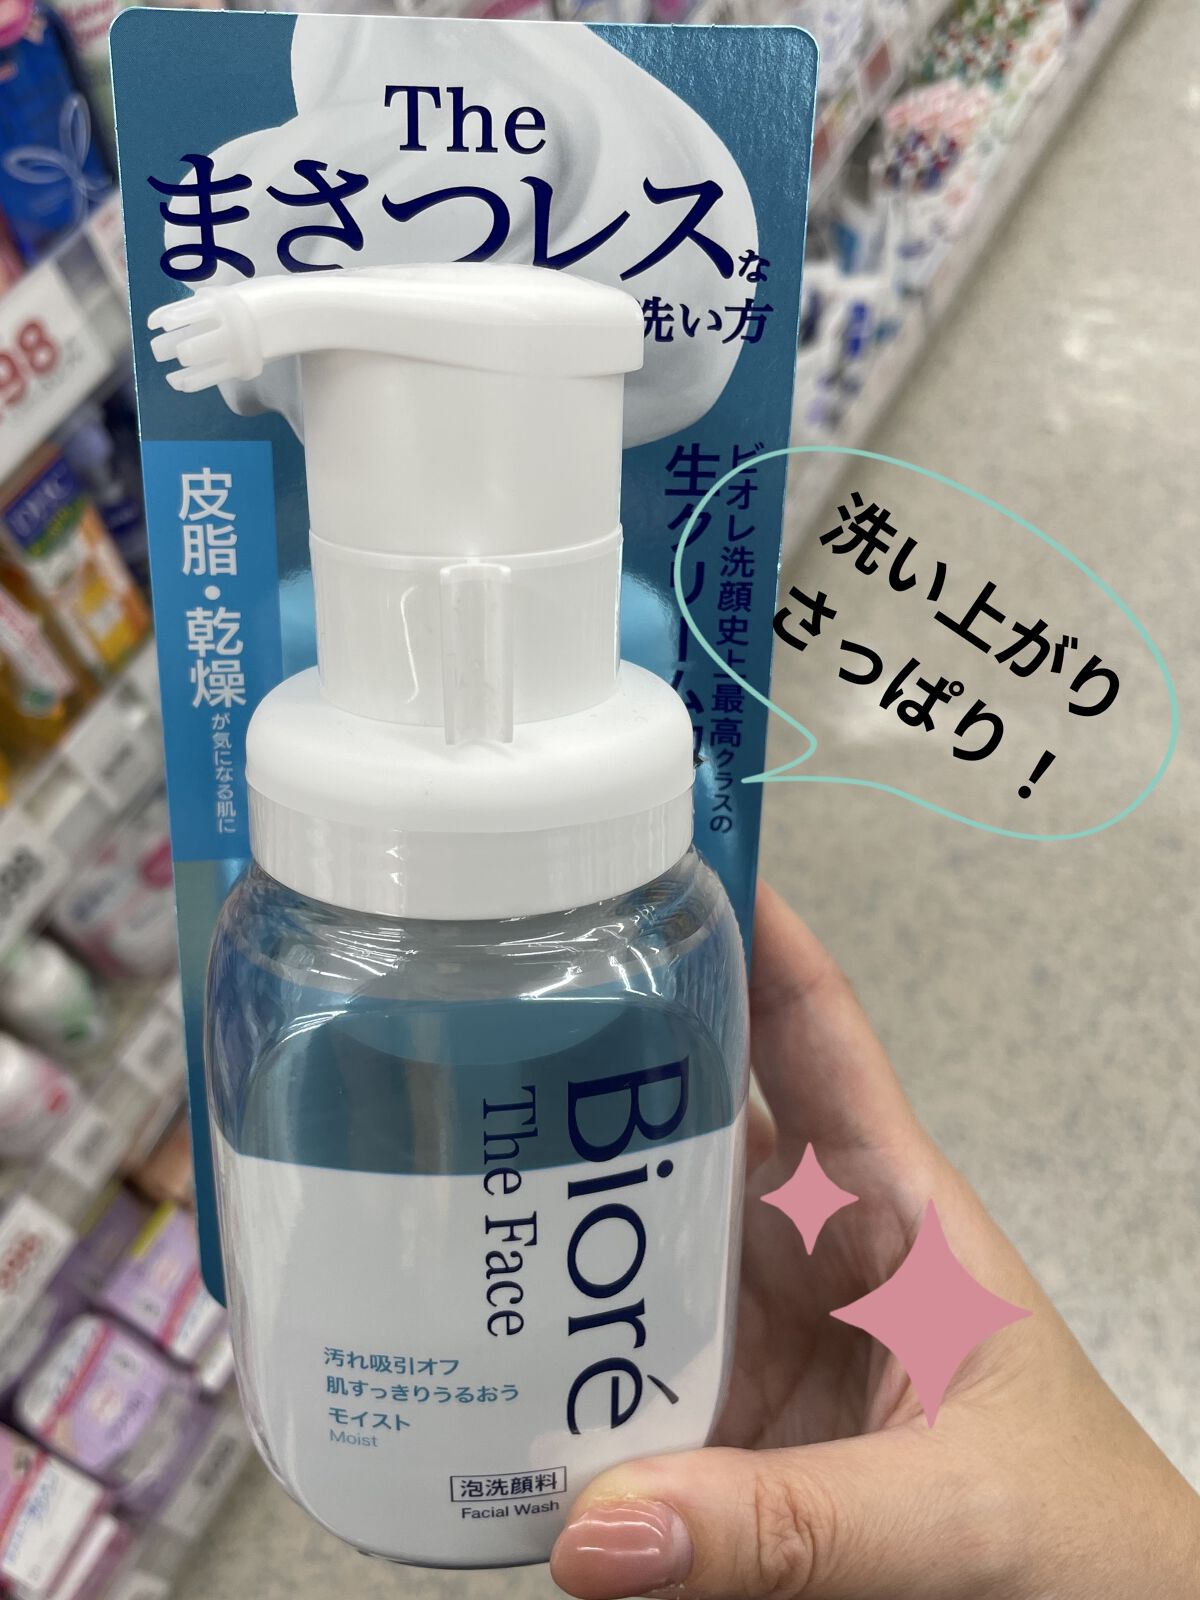 The
まさつレスな
洗い方
皮脂・乾燥
が気になる肌に
ビオレ洗顔史上最高クラスの
生クリーム
洗い上がり
さっぱり！
Bioré
The Face
汚れ吸引オフ
肌すっきりうるおう
モイスト
Moist
泡洗顔料
Facial Wash
DHC
98